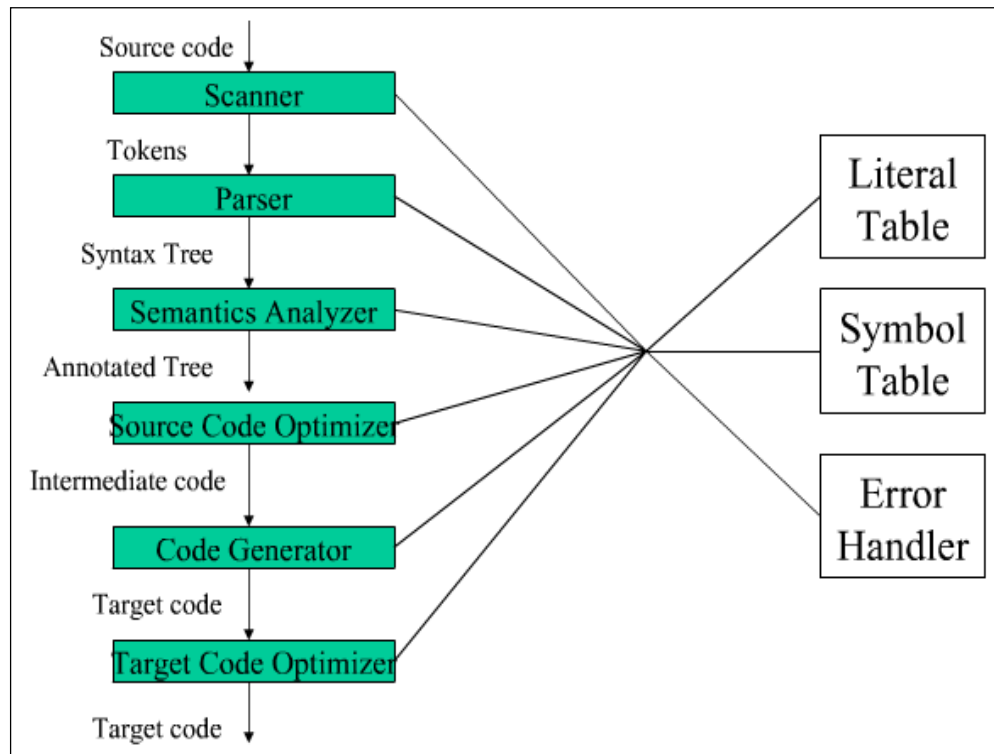 Source code
Scanner
Tokens
Parser
Syntax Tree
Semantics Analyzer
Annotated Tree
Source Code Optimizer
Intermediate code
Code Generator
Target code
Target Code Optimizer
Target code
Literal
Table
Symbol
Table
Error
Handler